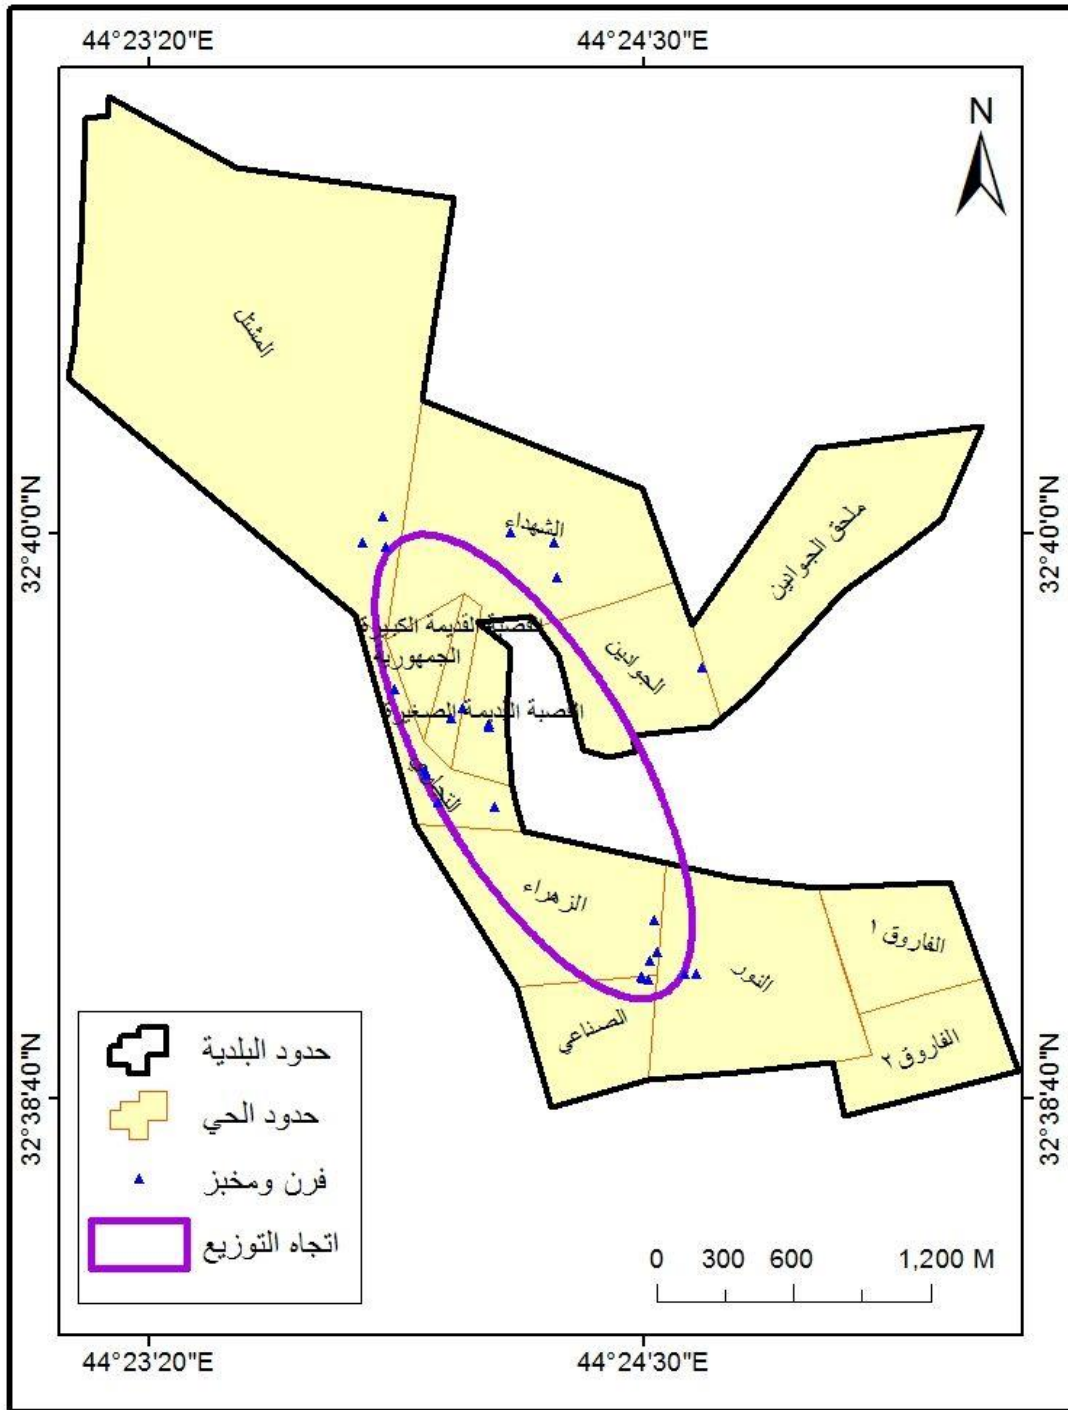 44°23'20"E
44°24'30"E
N
المشتل
32°40'0"N
32°40'0"N
الشهداء
ملحق الجوادين
القصبة القديمة الكبيرة
الجمهورية
الجوادين
القصبة القديمة الصغيرة
الزهراء
الفاروق ١
النور
الصناعي
الفاروق ٢
حدود البلدية
حدود الحي
فرن ومخبز
اتجاه التوزيع
32°38'40"N
32°38'40"N
0 300 600 1,200 M
44°23'20"E
44°24'30"E